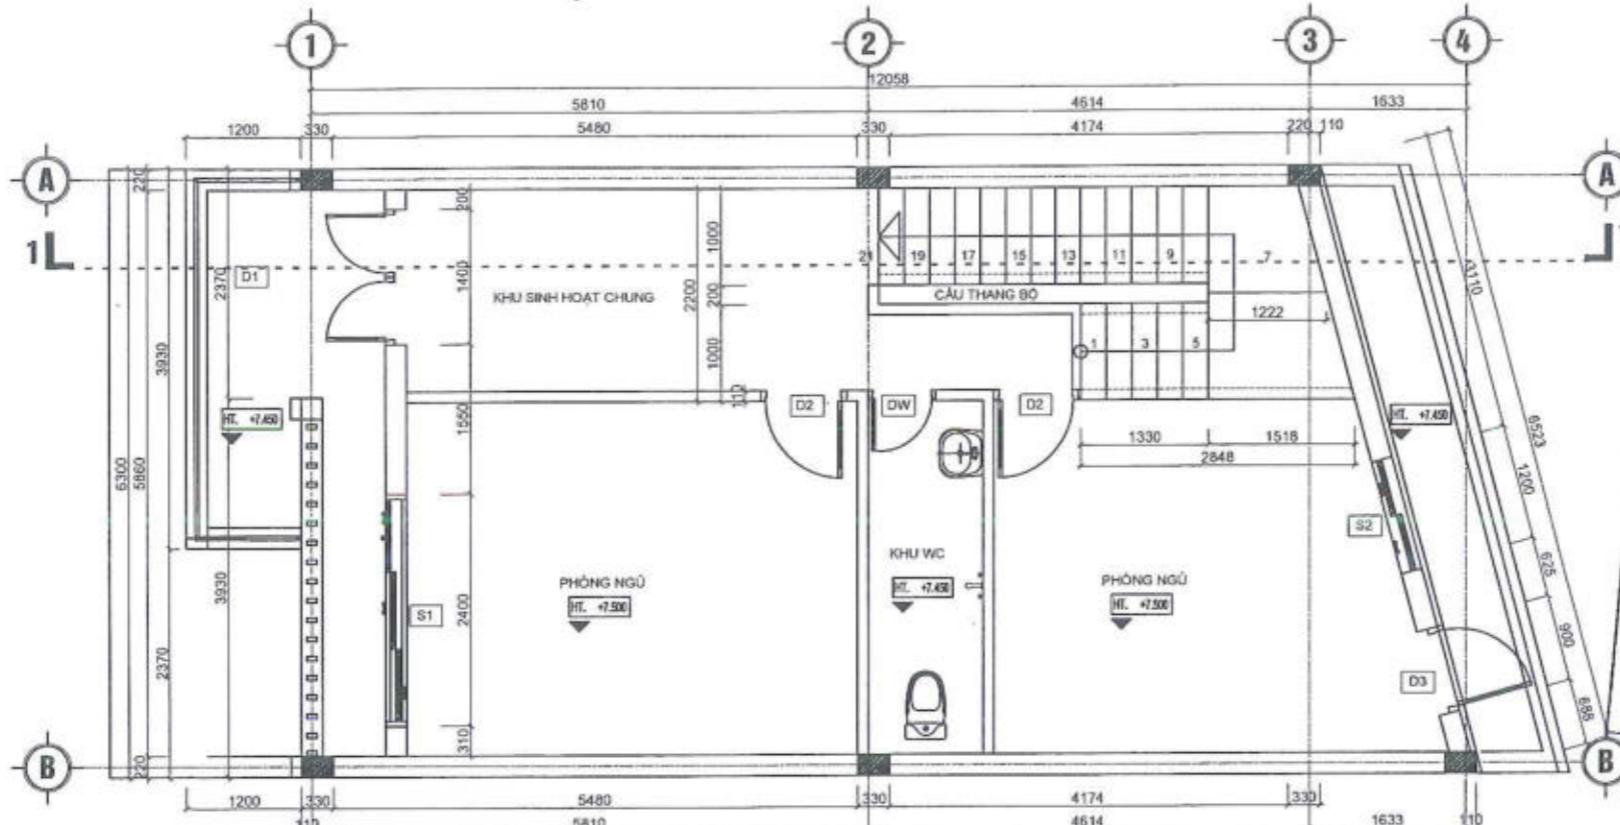 1 2 3 4
12058
5810 4614 1633
1200 330 5480 330 4174 220 110
A A
220 200
1 D1 2370 1400 1000 21 19 17 15 13 11 9 7 3110
KHU SINH HOẠT CHUNG 2200 200 CẦU THANG BỘ
1222
3930 1000 1 3 5
110
D2 DW D2
HT. +7.450 HT. +7.450
1550 1330 1518 6523
2848
6300 5860 1200
S2
KHU WC 625
PHÒNG NGỦ PHÒNG NGỦ
3930 HT. +7.450
HT. +7.500 HT. +7.500
S1 2400 900
2370 D3
688
310
B B
220
1200 330 5480 330 4174 330
110 5810 4614 1633 110